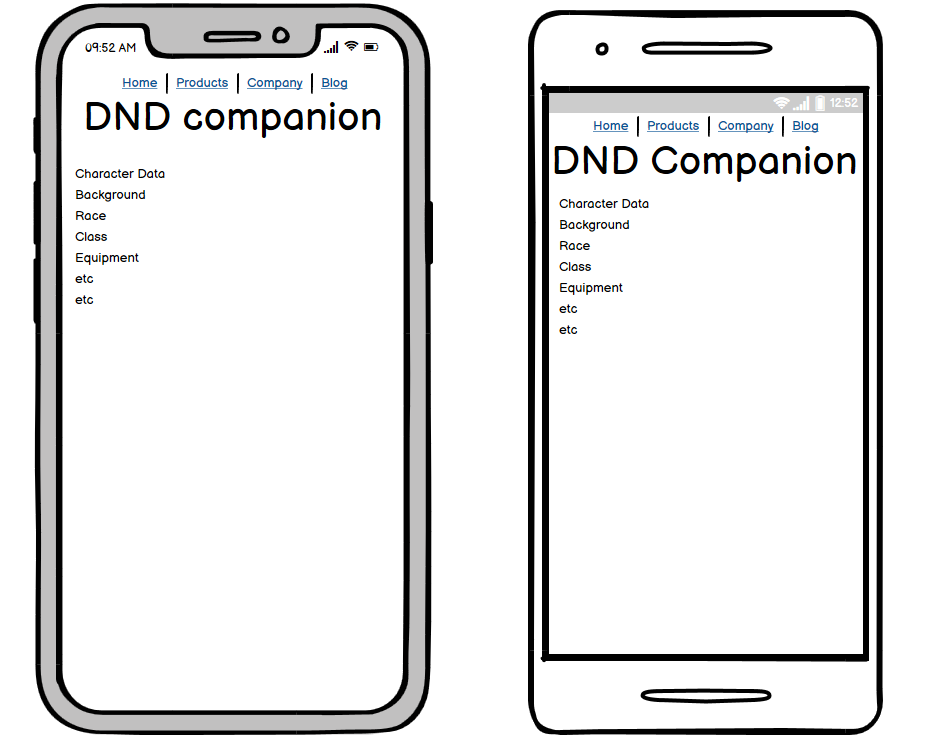 09:52 AM
Home | Products | Company | Blog
DND companion
Character Data
Background
Race
Class
Equipment
etc
etc
12:52
Home | Products | Company | Blog
DND Companion
Character Data
Background
Race
Class
Equipment
etc
etc